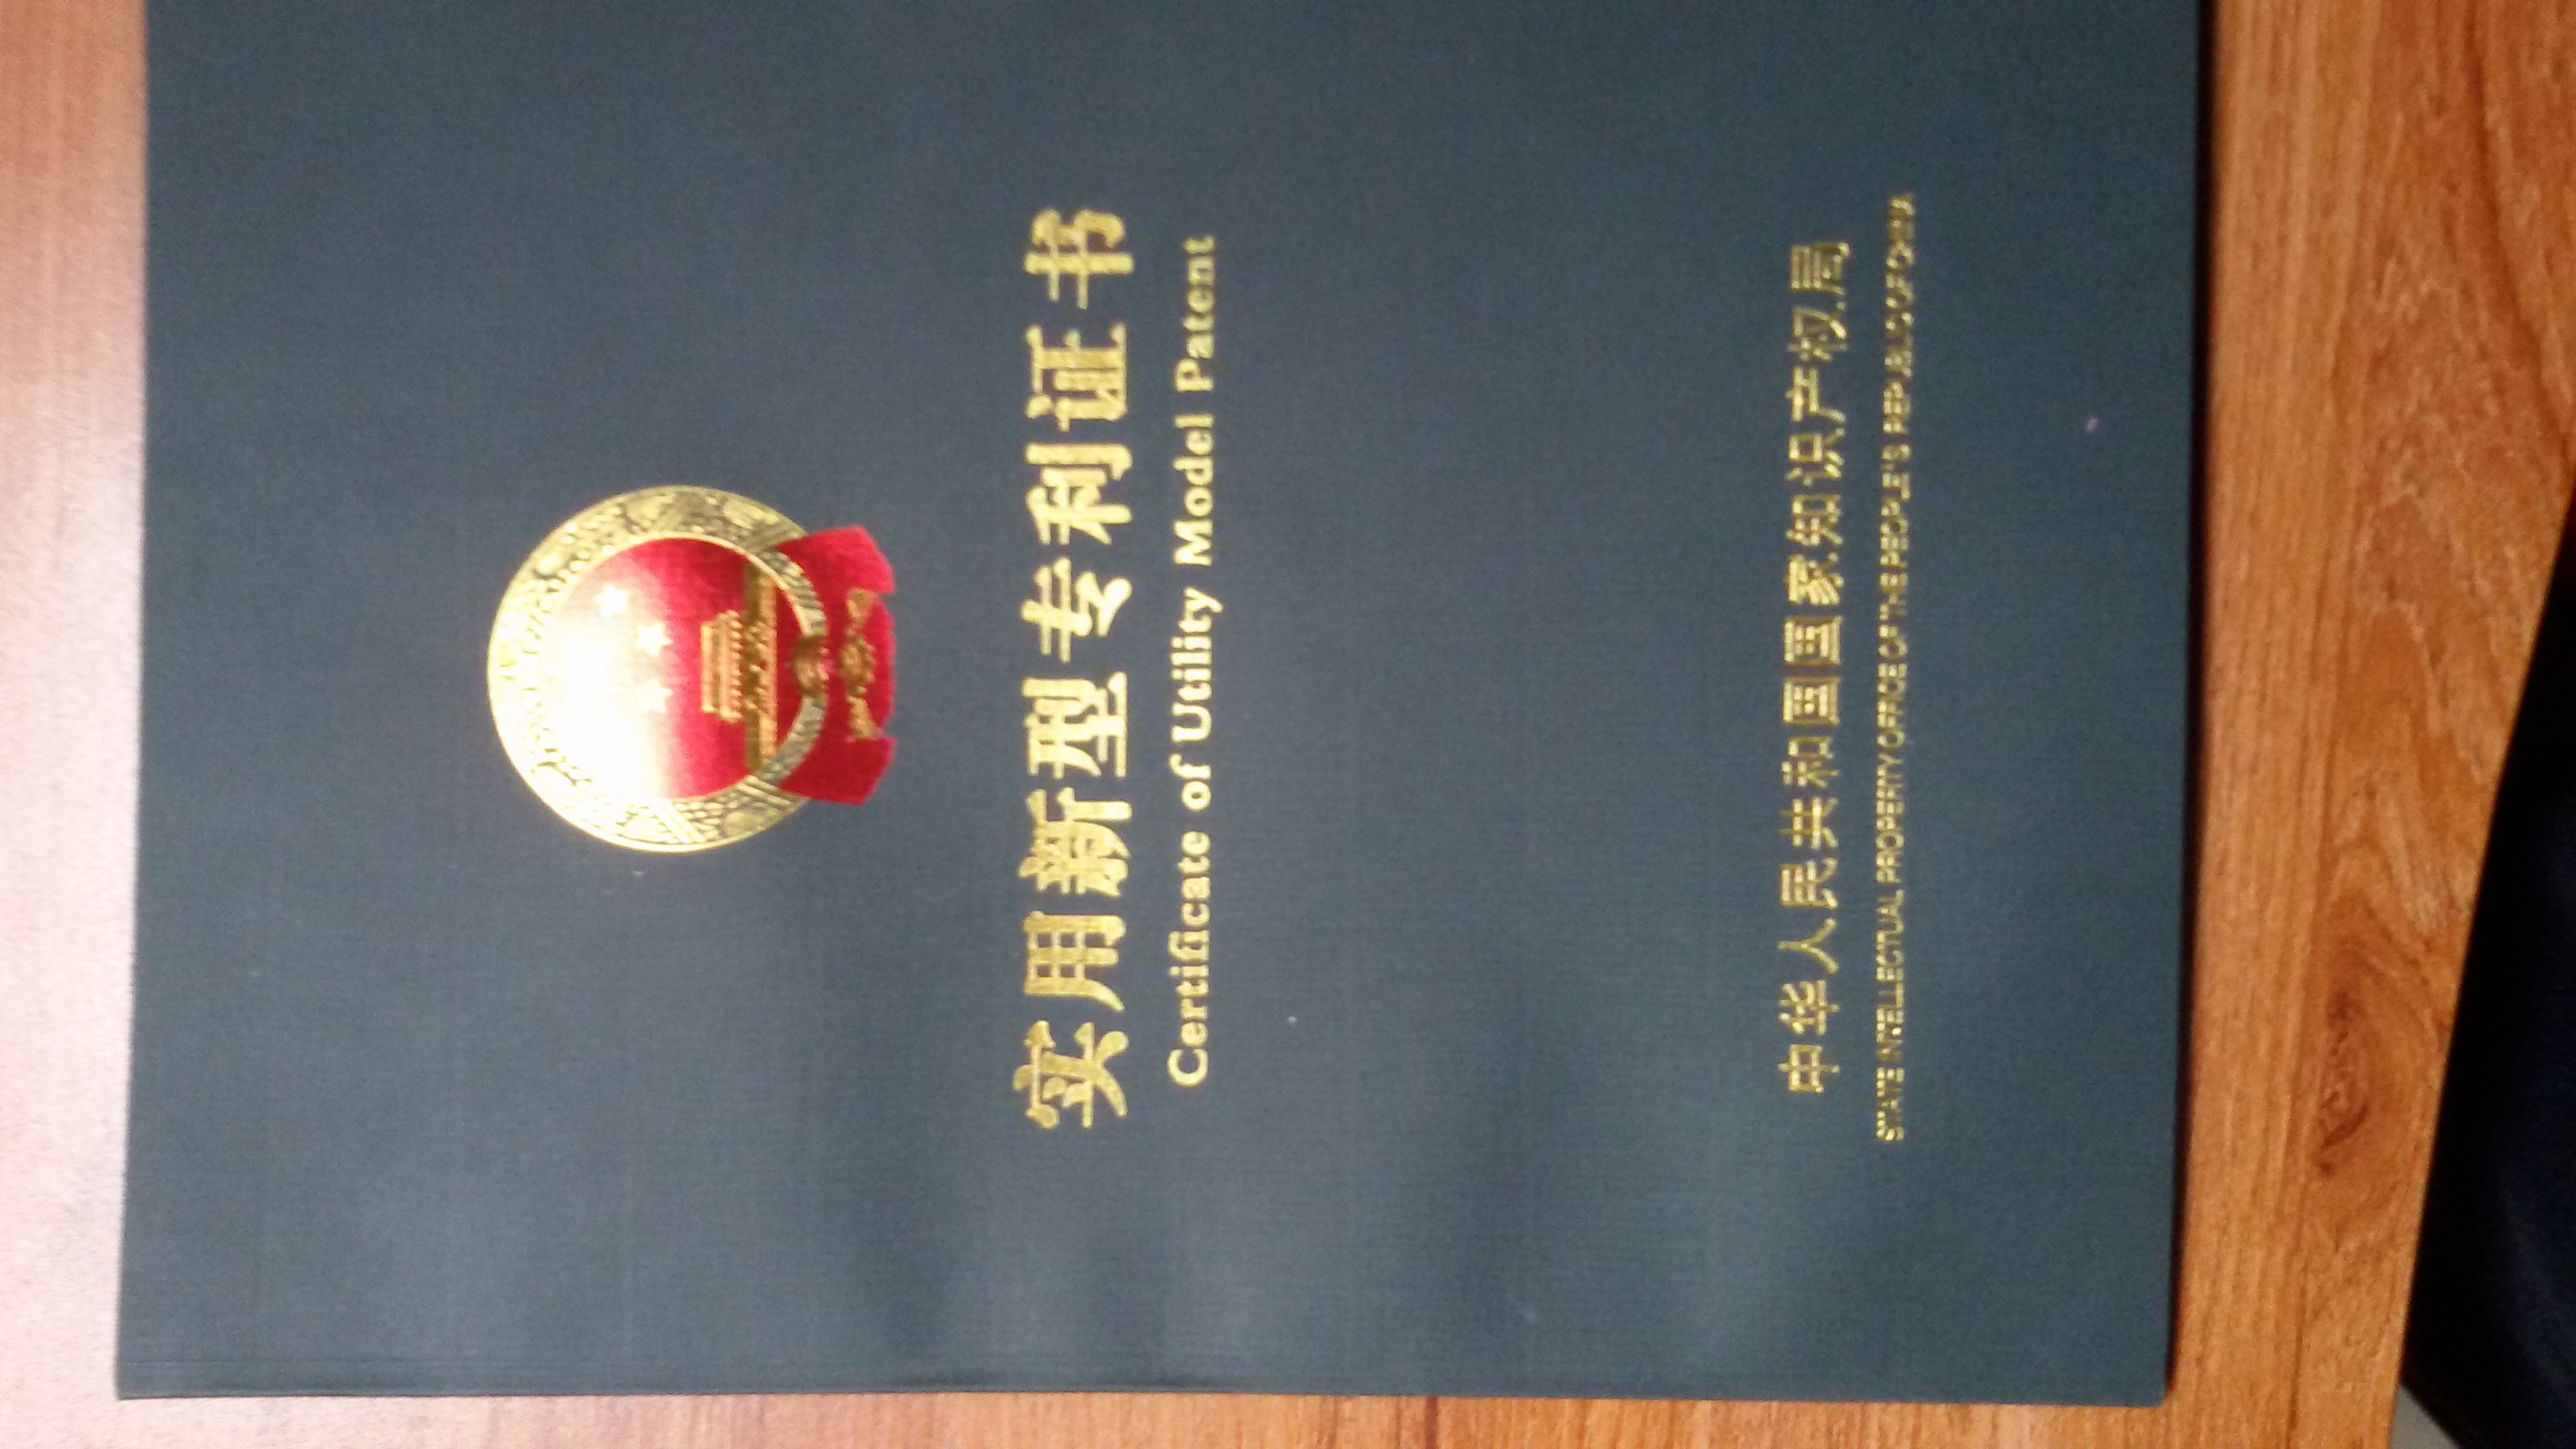 实用新型专利证书
Certificate of Utility Model Patent
中华人民共和国国家知识产权局
STATE INTELLECTUAL PROPERTY OFFICE OF THE PEOPLE'S REPUBLIC OF CHINA